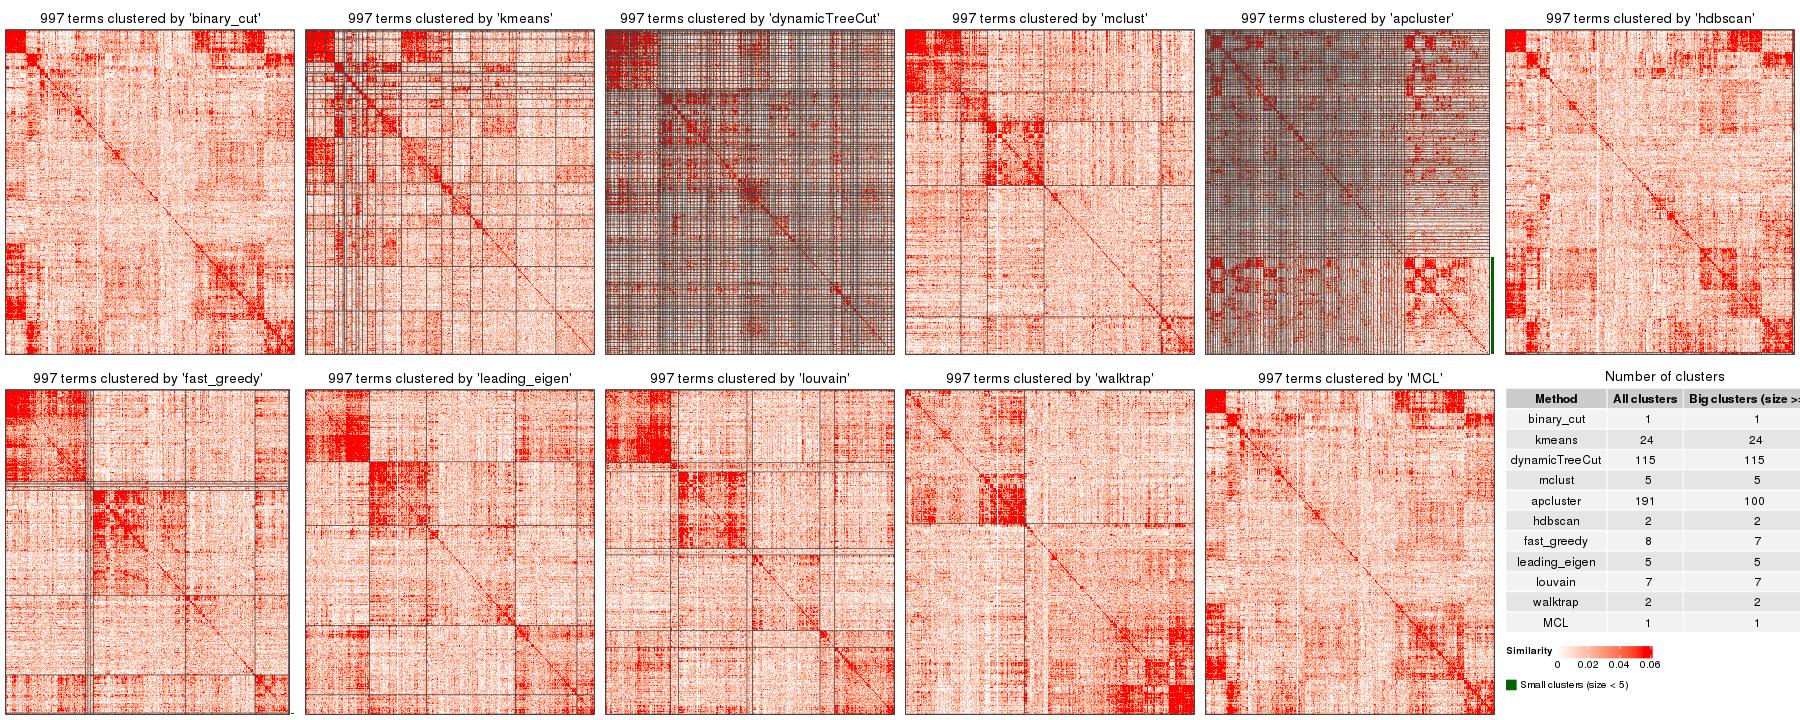 997 terms clustered by 'binary_cut'
997 terms clustered by 'kmeans'
997 terms clustered by 'dynamicTreeCut'
997 terms clustered by 'mclust'
997 terms clustered by 'apcluster'
997 terms clustered by 'hdbscan'
997 terms clustered by 'fast_greedy'
997 terms clustered by 'leading_eigen'
997 terms clustered by 'louvain'
997 terms clustered by 'walktrap'
997 terms clustered by 'MCL'
Number of clusters
Method All clusters Big clusters (size >=
binary_cut 1 1
kmeans 24 24
dynamicTreeCut 115 115
mclust 5 5
apcluster 191 100
hdbscan 2 2
fast_greedy 8 7
leading_eigen 5 5
louvain 7 7
walktrap 2 2
MCL 1 1
Similarity
0 0.02 0.04 0.06
Small clusters (size < 5)